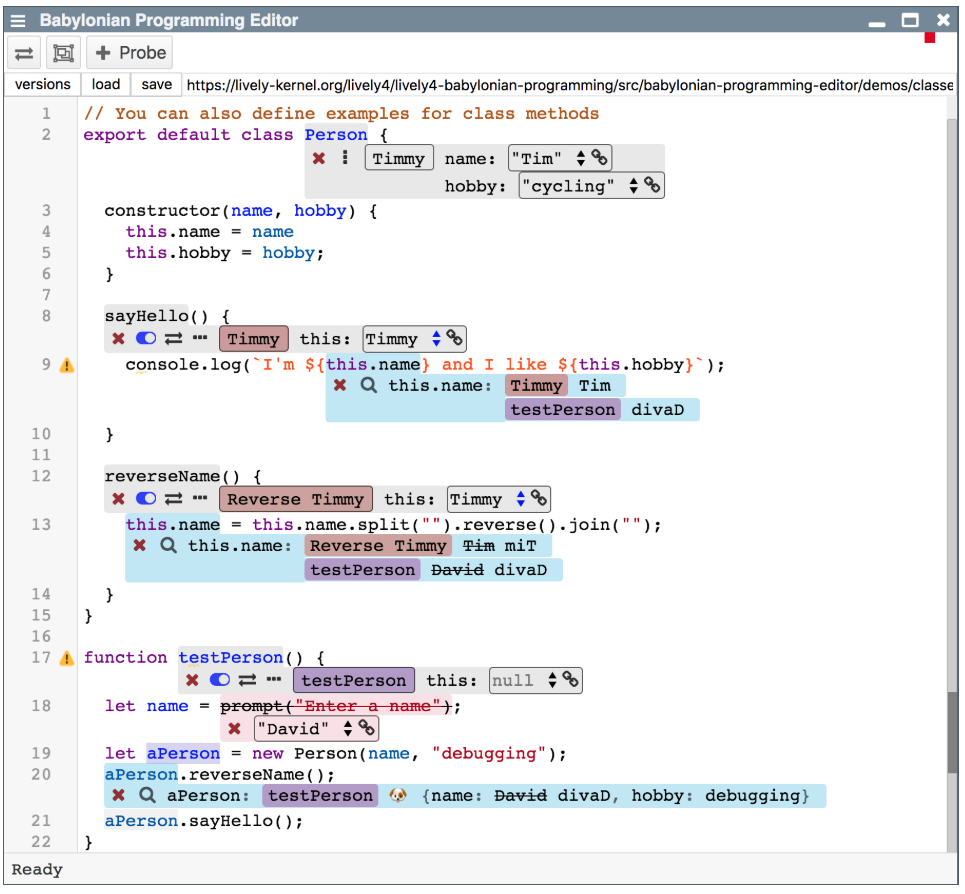 Babylonian Programming Editor
+ Probe
versions load save https://lively-kernel.org/lively4/lively4-babylonian-programming/src/babylonian-programming-editor/demos/classe
1 // You can also define examples for class methods
2 export default class Person {
Timmy name: "Tim"
hobby: "cycling"
3 constructor(name, hobby) {
4 this.name = name
5 this.hobby = hobby;
6 }
7
8 sayHello() {
Timmy this: Timmy
9 console.log(`I'm ${this.name} and I like ${this.hobby}`);
this.name: Timmy Tim
testPerson divaD
10 }
11
12 reverseName() {
Reverse Timmy this: Timmy
13 this.name = this.name.split("").reverse().join("");
this.name: Reverse Timmy Tim miT
testPerson David divaD
14 }
15 }
16
17 function testPerson() {
testPerson this: null
18 let name = prompt("Enter a name");
"David"
19 let aPerson = new Person(name, "debugging");
20 aPerson.reverseName();
aPerson: testPerson {name: David divaD, hobby: debugging}
21 aPerson.sayHello();
22 }
Ready